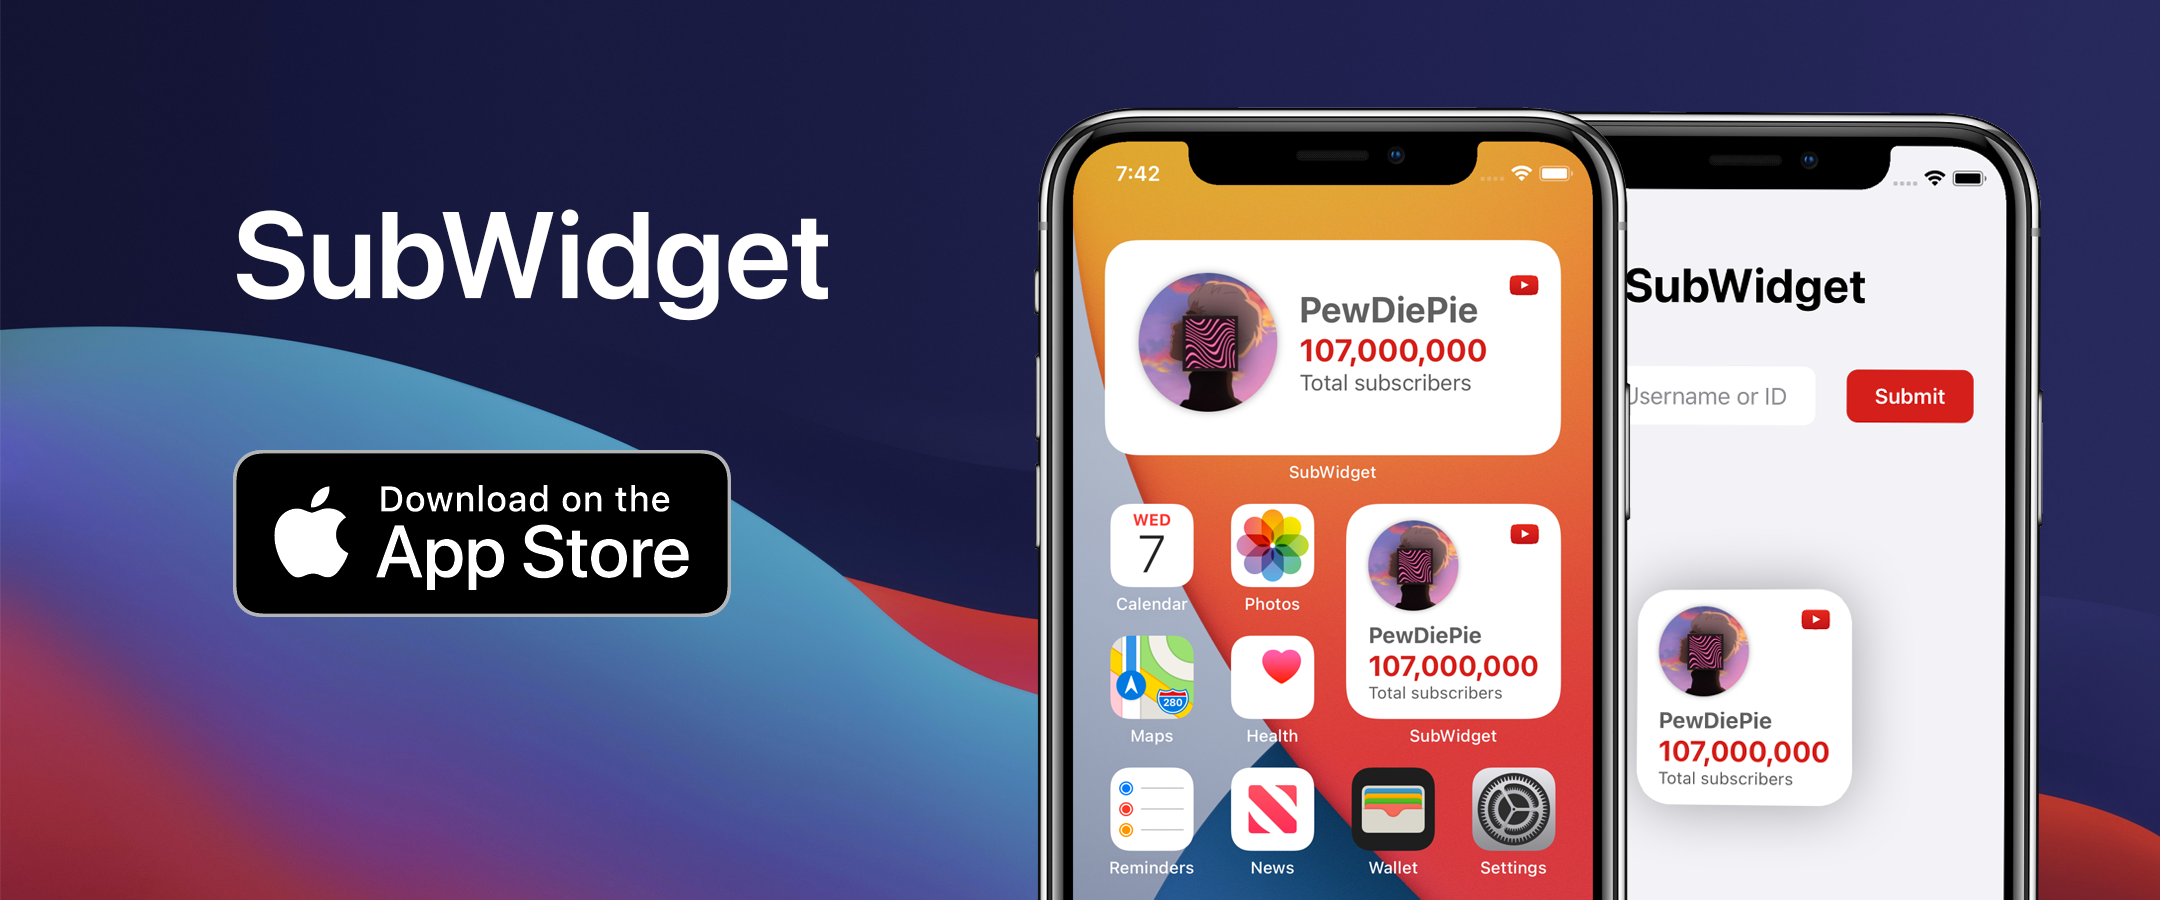 SubWidget
Download on the
App Store
7:42
PewDiePie
107,000,000
Total subscribers
SubWidget
WED
7
Calendar
Photos
PewDiePie
107,000,000
Total subscribers
SubWidget
280
Maps
Health
Reminders
News
Wallet
Settings
SubWidget
Username or ID
Submit
PewDiePie
107,000,000
Total subscribers